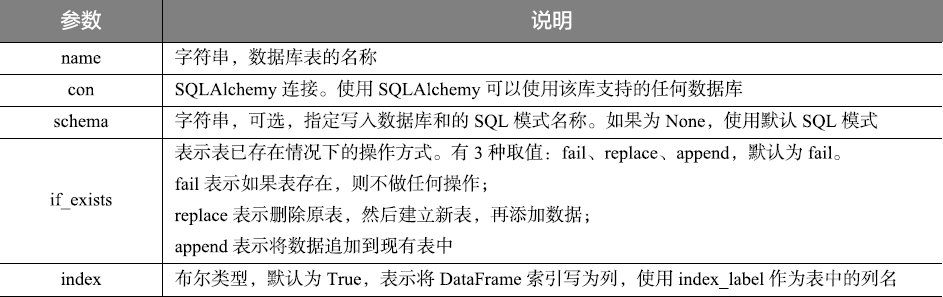 参数 说明
name 字符串，数据库表的名称
con SQLAlchemy 连接。使用 SQLAlchemy 可以使用该库支持的任何数据库
schema 字符串，可选，指定写入数据库和的 SQL 模式名称。如果为 None，使用默认 SQL 模式
表示表已存在情况下的操作方式。有 3 种取值：fail、replace、append，默认为 fail。
fail 表示如果表存在，则不做任何操作；
if_exists
replace 表示删除原表，然后建立新表，再添加数据；
append 表示将数据追加到现有表中
index 布尔类型，默认为 True，表示将 DataFrame 索引写为列，使用 index_label 作为表中的列名